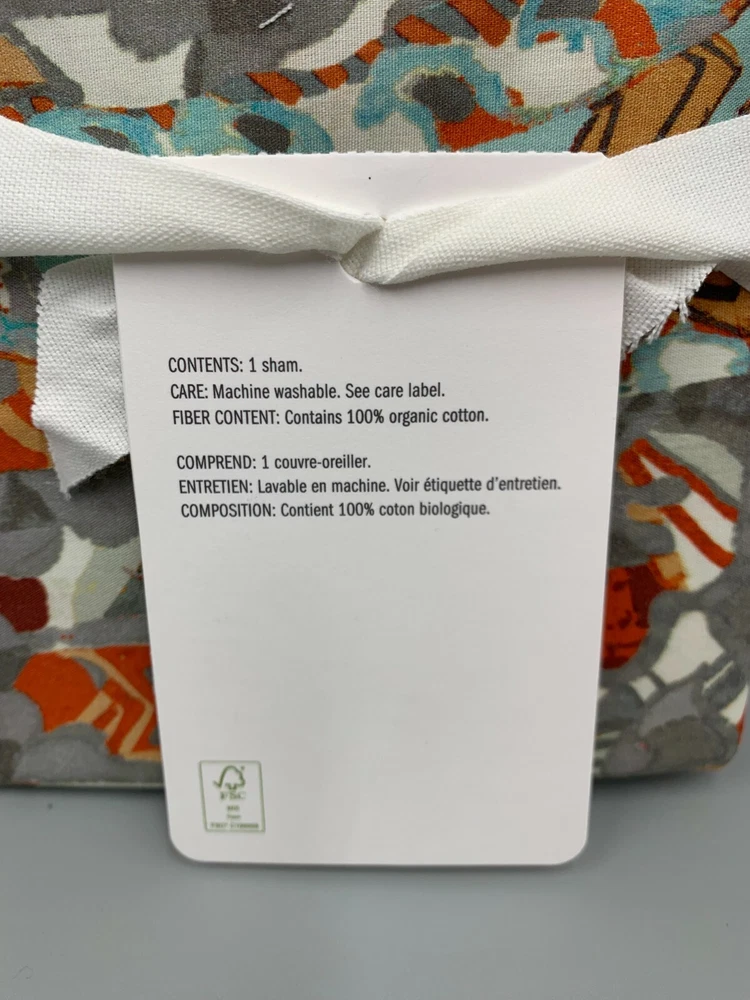 CONTENTS: 1 sham.
CARE: Machine washable. See care label.
FIBER CONTENT: Contains 100% organic cotton.
COMPREND: 1 couvre-oreiller.
ENTRETIEN: Lavable en machine. Voir étiquette d'entretien.
COMPOSITION: Contient 100% coton biologique.
FSC